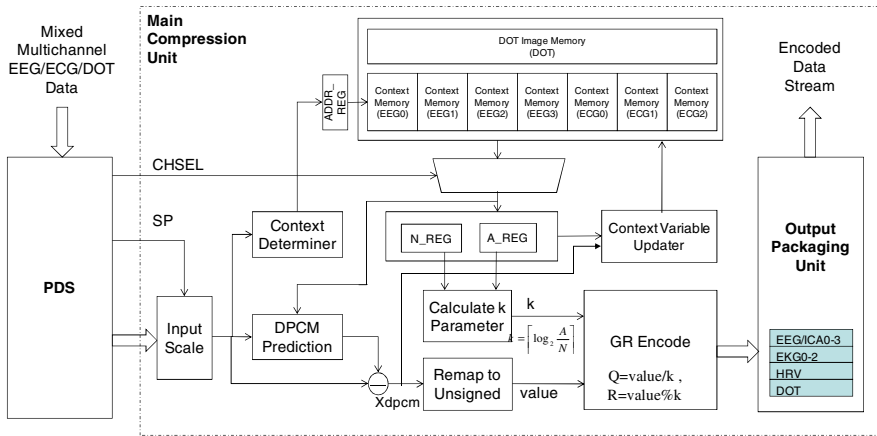 Mixed
Multichannel
EEG/ECG/DOT
Data
Main
Compression
Unit
DOT Image Memory
(DOT)
Context
Memory
(EEG0)
Context
Memory
(EEG1)
Context
Memory
(EEG2)
Context
Memory
(EEG3)
Context
Memory
(ECG0)
Context
Memory
(ECG1)
Context
Memory
(ECG2)
ADDR_
REG
Encoded
Data
Stream
CHSEL
SP
PDS
Context
Determiner
N_REG
A_REG
Context Variable
Updater
Output
Packaging
Unit
Input
Scale
DPCM
Prediction
Calculate k
Parameter
k
k = ⌈log₂ A/N⌉
GR Encode
Q=value/k ,
R=value%k
Xdpcm
Remap to
Unsigned
value
EEG/ICA0-3
EKG0-2
HRV
DOT